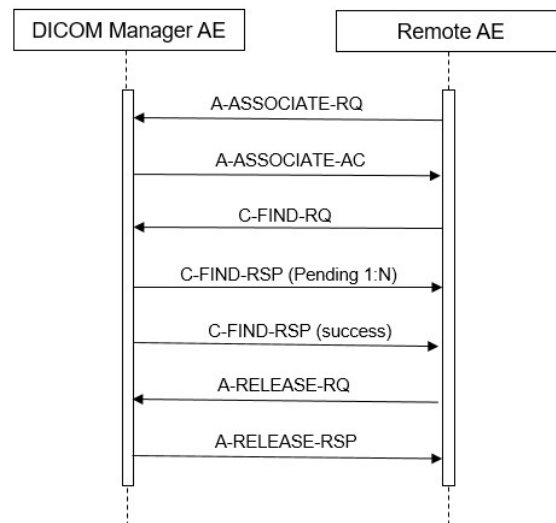 DICOM Manager AE
Remote AE
A-ASSOCIATE-RQ
A-ASSOCIATE-AC
C-FIND-RQ
C-FIND-RSP (Pending 1:N)
C-FIND-RSP (success)
A-RELEASE-RQ
A-RELEASE-RSP